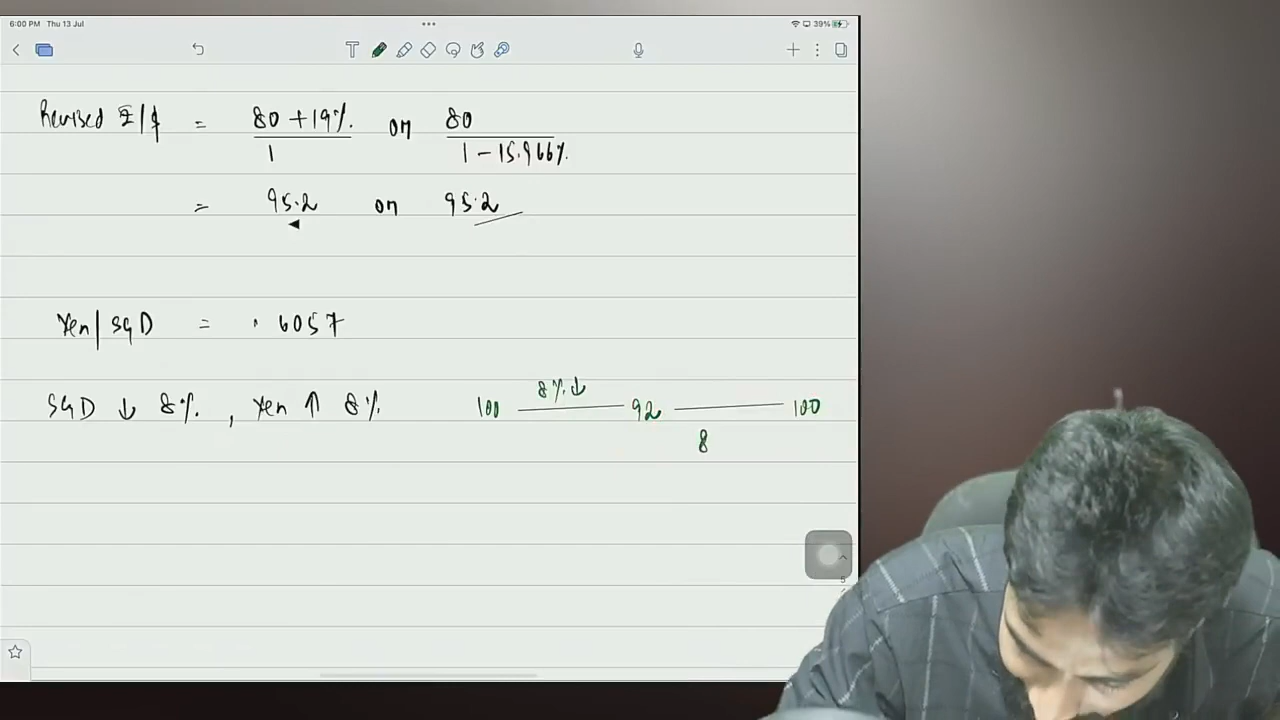 6:00 PM Thu 13 Jul
39%
T
Revised ₹/$ = 80 + 19% / 1 or 80 / 1 - 15.966%
= 95.2 or 95.2
Yen/SGD = .6057
8% ↓
SGD ↓ 8%, Yen ↑ 8% 100 92 100
8
5